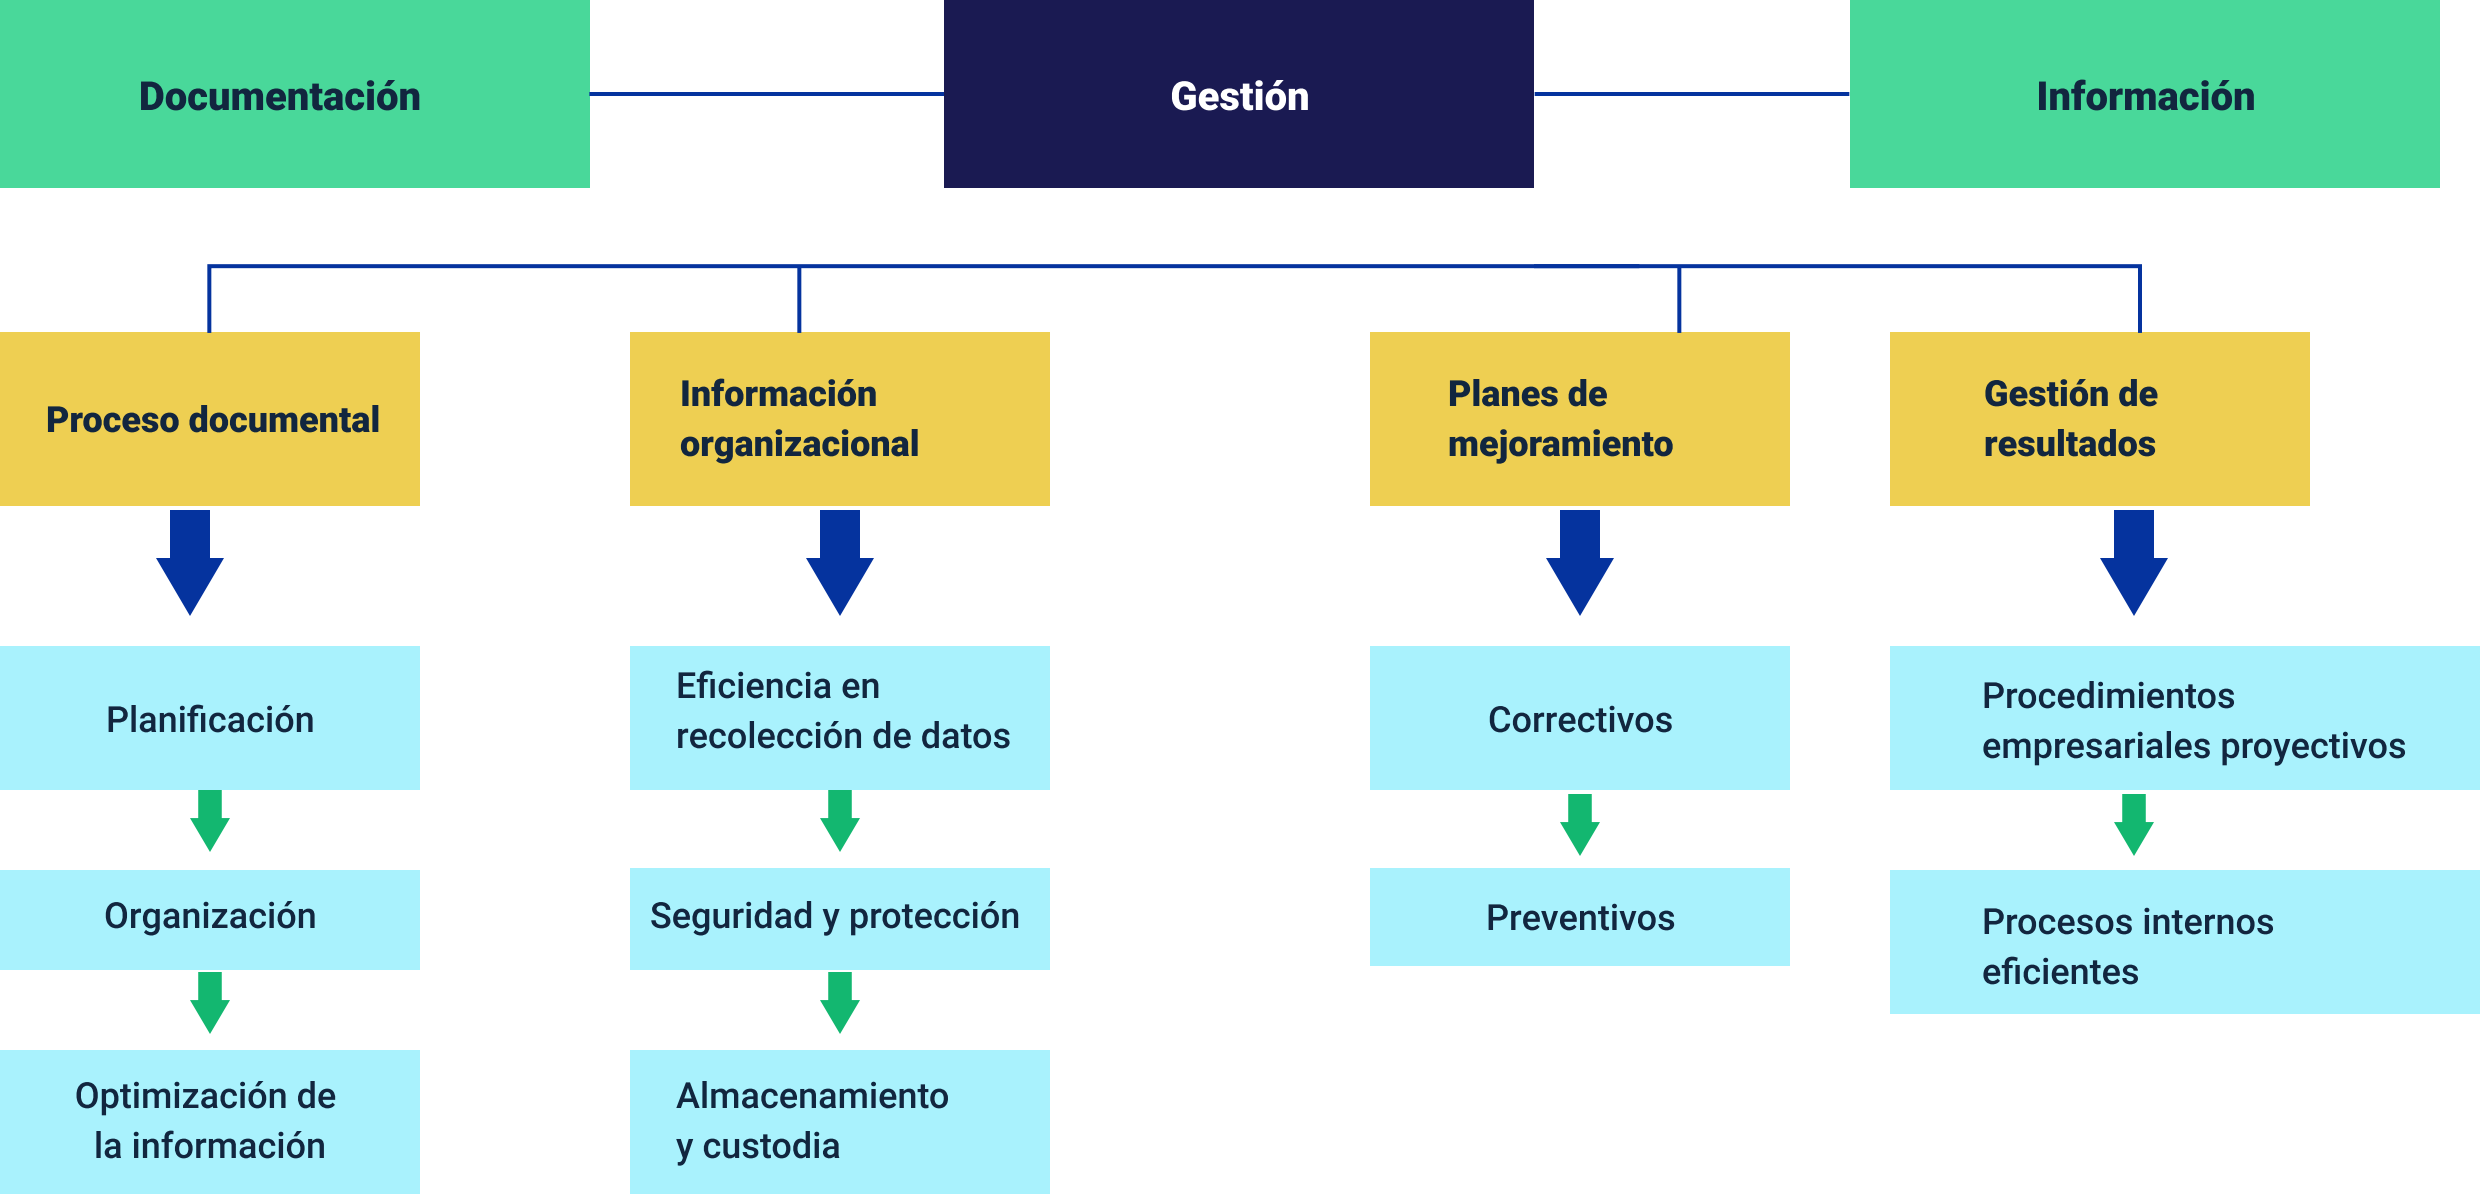 Documentación
Gestión
Información
Proceso documental
Información
organizacional
Planes de
mejoramiento
Gestión de
resultados
Planificación
Eficiencia en
recolección de datos
Correctivos
Procedimientos
empresariales proyectivos
Organización
Seguridad y protección
Preventivos
Procesos internos
eficientes
Optimización de
la información
Almacenamiento
y custodia